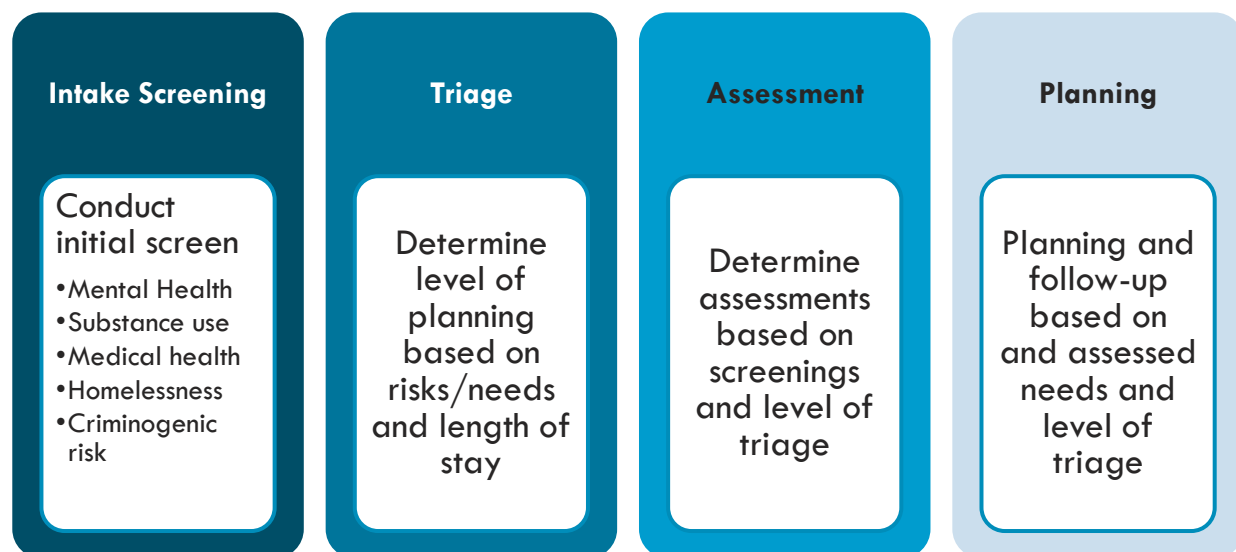 Intake Screening
Conduct
initial screen
•Mental Health
•Substance use
•Medical health
•Homelessness
•Criminogenic
risk
Triage
Determine
level of
planning
based on
risks/needs
and length of
stay
Assessment
Determine
assessments
based on
screenings
and level of
triage
Planning
Planning and
follow-up
based on
and assessed
needs and
level of
triage